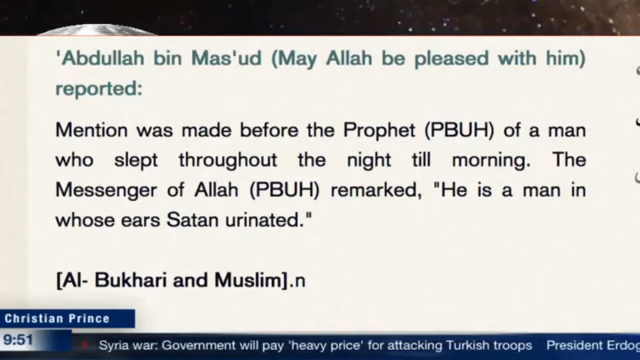 'Abdullah bin Mas'ud (May Allah be pleased with him)
reported:
Mention was made before the Prophet (PBUH) of a man
who slept throughout the night till morning. The
Messenger of Allah (PBUH) remarked, "He is a man in
whose ears Satan urinated."
[Al- Bukhari and Muslim].n
Christian Prince
9:51
Syria war: Government will pay 'heavy price' for attacking Turkish troops President Erdog